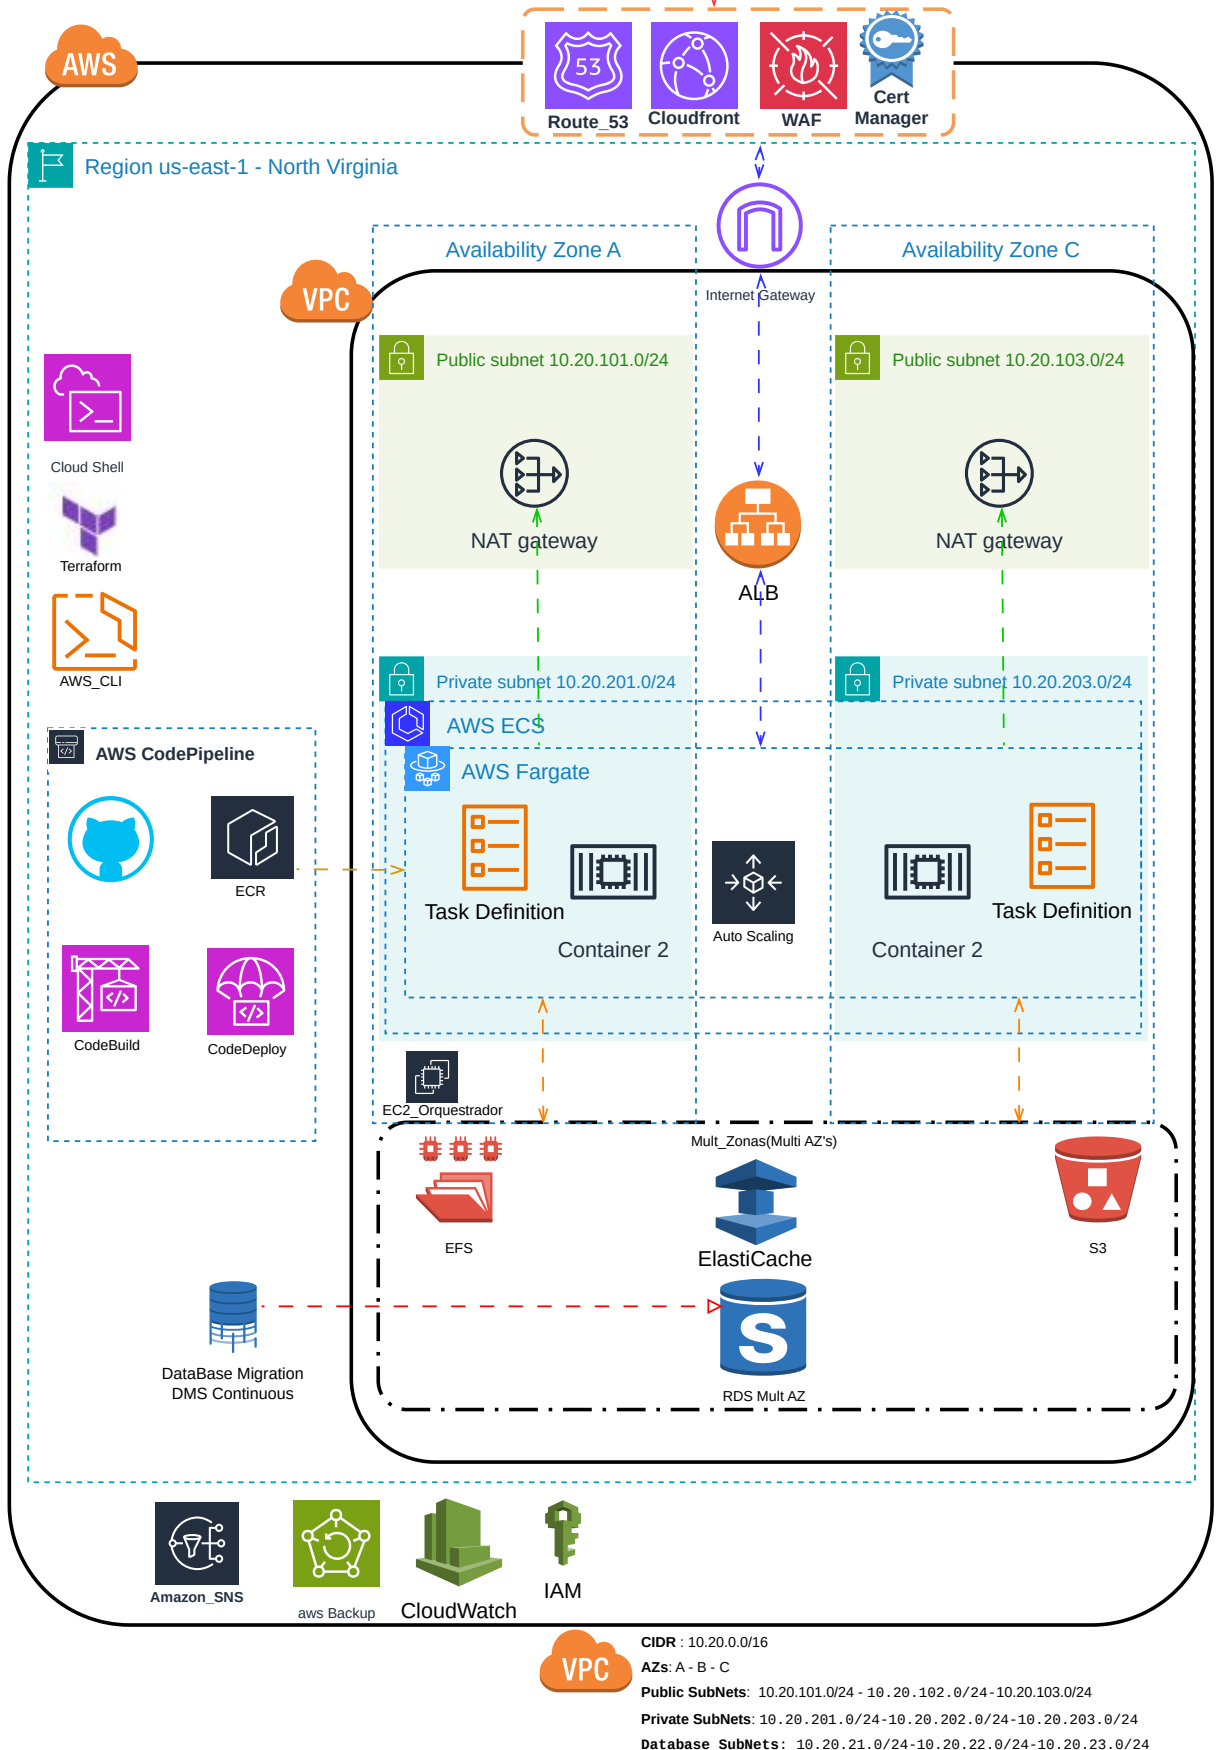 AWS
53
Route_53
Cloudfront
WAF
Cert
Manager
Region us-east-1 - North Virginia
Availability Zone A
Availability Zone C
VPC
Internet Gateway
Public subnet 10.20.101.0/24
Public subnet 10.20.103.0/24
Cloud Shell
NAT gateway
NAT gateway
Terraform
ALB
AWS_CLI
Private subnet 10.20.201.0/24
Private subnet 10.20.203.0/24
AWS ECS
AWS CodePipeline
AWS Fargate
ECR
Task Definition
Task Definition
Auto Scaling
Container 2
Container 2
CodeBuild
CodeDeploy
EC2_Orquestrador
Mult_Zonas(Multi AZ's)
EFS
ElastiCache
S3
S
DataBase Migration
DMS Continuous
RDS Mult AZ
Amazon_SNS
aws Backup
CloudWatch
IAM
VPC
CIDR : 10.20.0.0/16
AZs: A - B - C
Public SubNets: 10.20.101.0/24 - 10.20.102.0/24-10.20.103.0/24
Private SubNets: 10.20.201.0/24-10.20.202.0/24-10.20.203.0/24
Database SubNets: 10.20.21.0/24-10.20.22.0/24-10.20.23.0/24